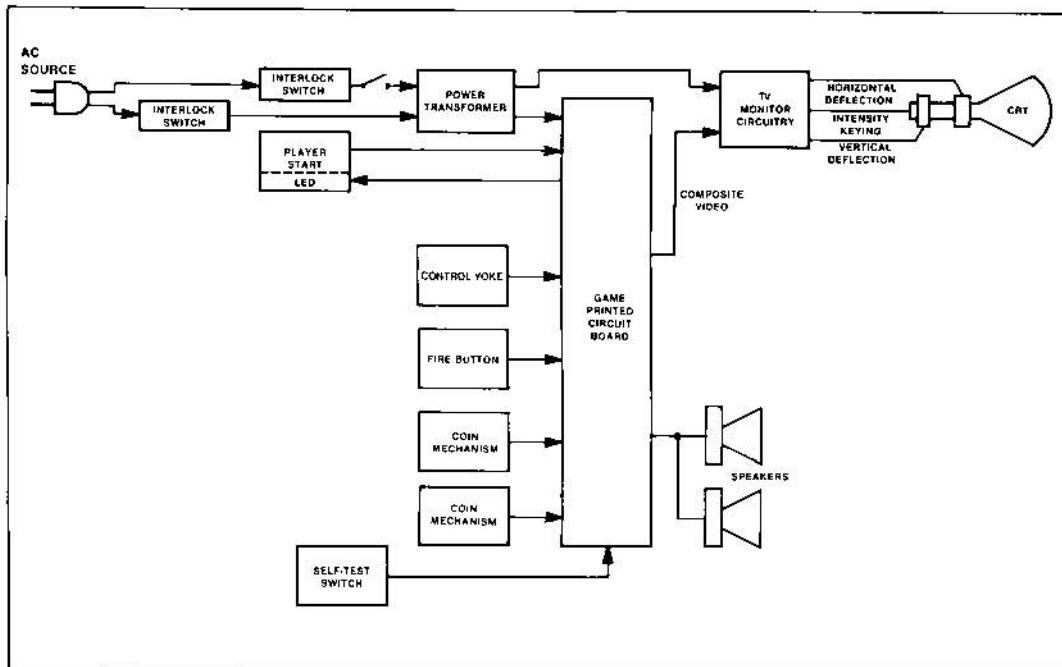 AC
SOURCE
INTERLOCK
SWITCH
INTERLOCK
SWITCH
POWER
TRANSFORMER
TV
MONITOR
CIRCUITRY
HORIZONTAL
DEFLECTION
INTENSITY
KEYING
VERTICAL
DEFLECTION
CRT
PLAYER
START
LED
COMPOSITE
VIDEO
CONTROL YOKE
GAME
PRINTED
CIRCUIT
BOARD
FIRE BUTTON
COIN
MECHANISM
SPEAKERS
COIN
MECHANISM
SELF-TEST
SWITCH